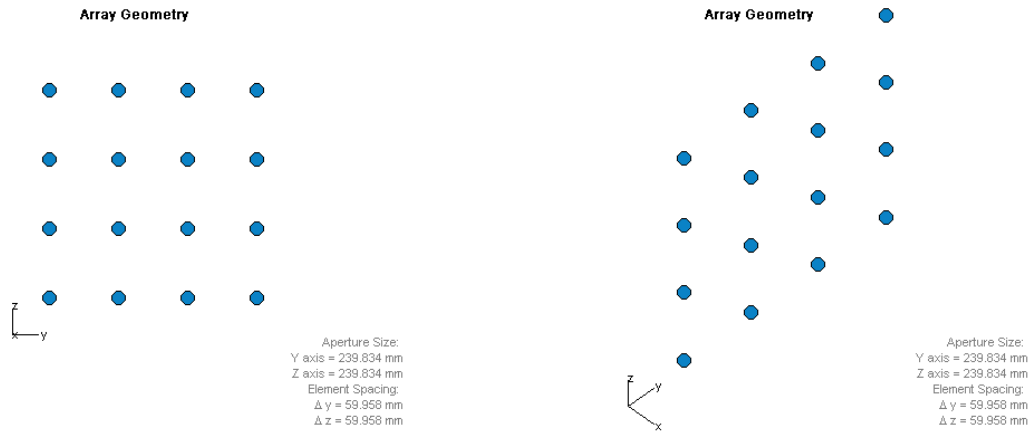 Array Geometry
z
x
y
Aperture Size:
Y axis = 239.834 mm
Z axis = 239.834 mm
Element Spacing:
Δ y = 59.958 mm
Δ z = 59.958 mm
Array Geometry
z
y
x
Aperture Size:
Y axis = 239.834 mm
Z axis = 239.834 mm
Element Spacing:
Δ y = 59.958 mm
Δ z = 59.958 mm